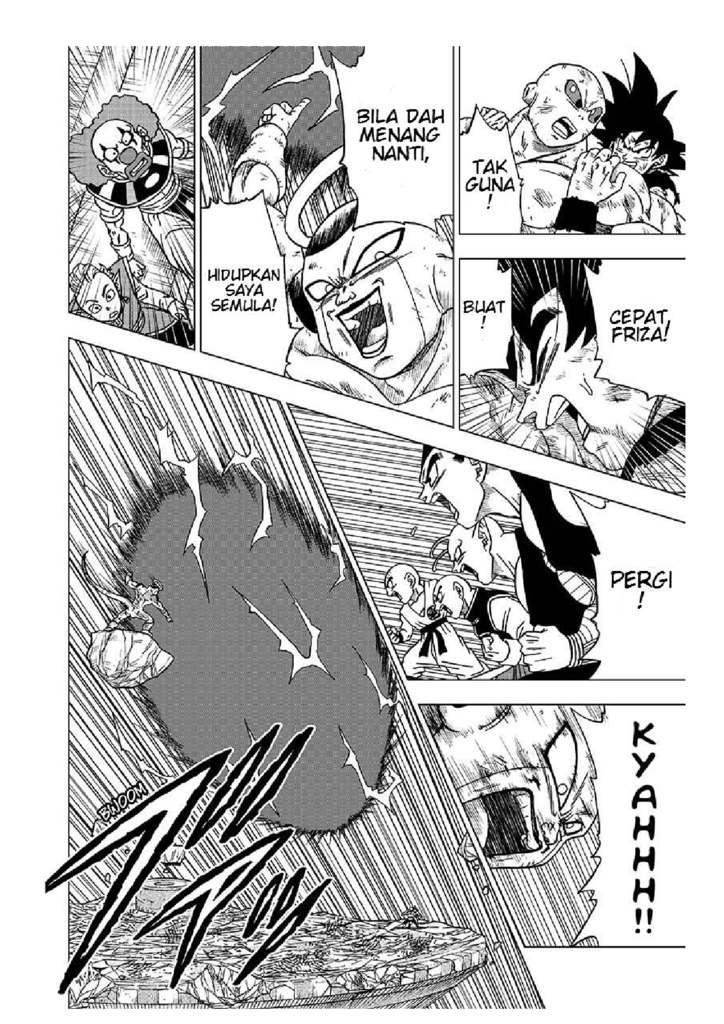 TAK
GUNA
!
CEPAT,
FRIZA!
BUAT
!
BILA DAH
MENANG
NANTI,
HIDUPKAN
SAYA
SEMULA!
PERGI
!
KYAHHH!!
BWOOM